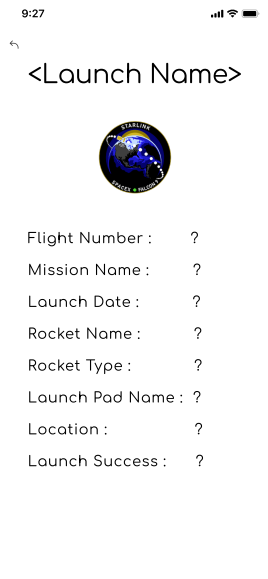 9:27
<Launch Name>
STARLINK
SPACEX FALCON 9
Flight Number : ?
Mission Name : ?
Launch Date : ?
Rocket Name : ?
Rocket Type : ?
Launch Pad Name : ?
Location : ?
Launch Success : ?